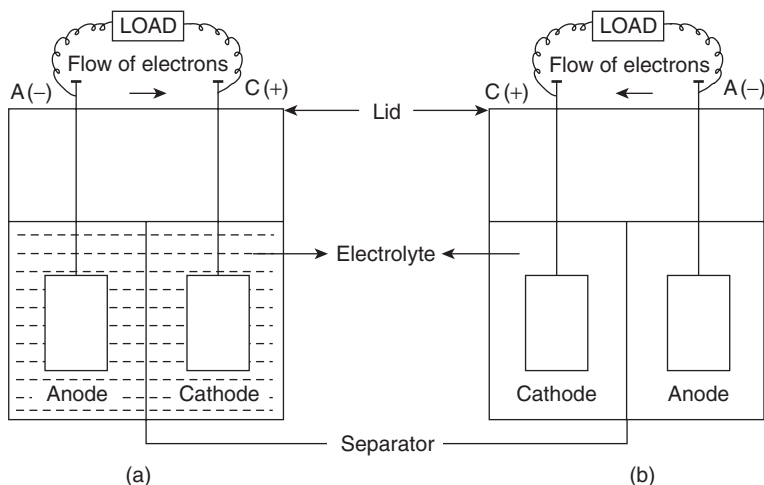 LOAD
Flow of electrons
A (−)
C (+)
LOAD
Flow of electrons
C (+)
A (−)
Lid
Electrolyte
Anode
Cathode
Cathode
Anode
Separator
(a)
(b)